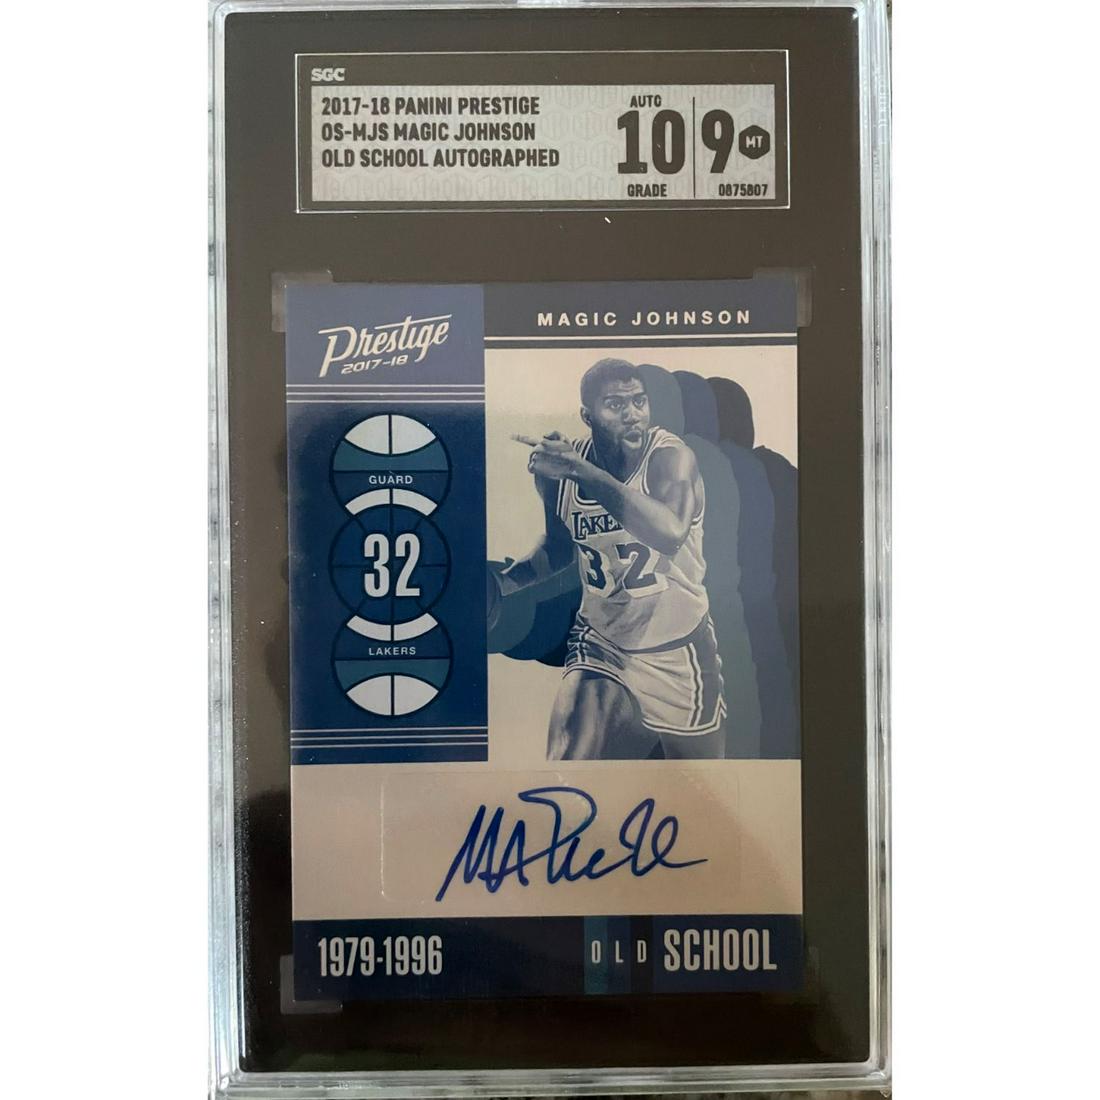 SGC
2017-18 PANINI PRESTIGE
OS-MJS MAGIC JOHNSON
OLD SCHOOL AUTOGRAPHED
AUTO
10
GRADE
9
MT
0875807
Prestige
2017-18
MAGIC JOHNSON
GUARD
32
LAKERS
LAKE
32
1979-1996
OLD SCHOOL